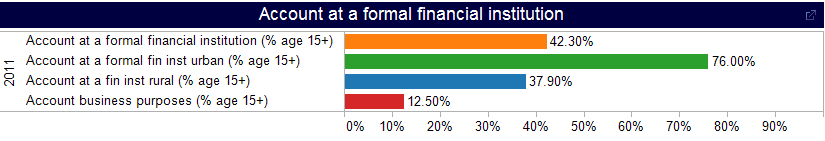 Account at a formal financial institution
2011
Account at a formal financial institution (% age 15+) 42.30%
Account at a formal fin inst urban (% age 15+) 76.00%
Account at a fin inst rural (% age 15+) 37.90%
Account business purposes (% age 15+) 12.50%
0% 10% 20% 30% 40% 50% 60% 70% 80% 90%